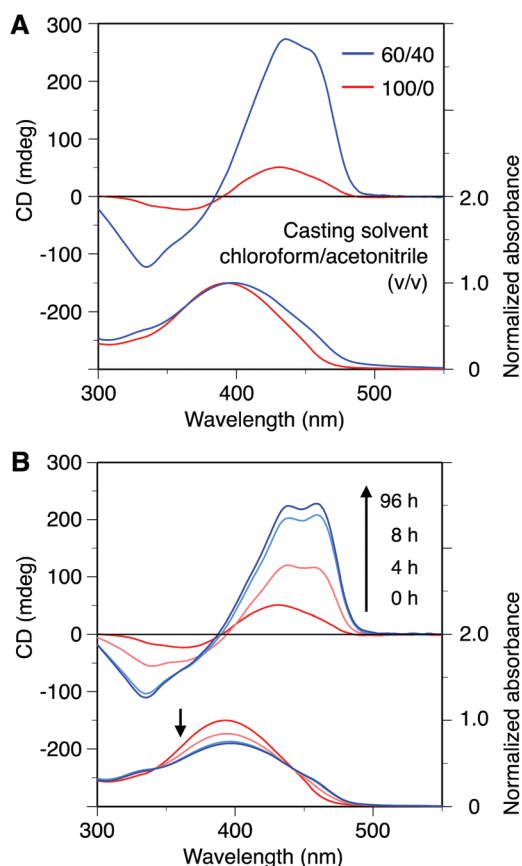 A
300
200
100
0
-100
-200
CD (mdeg)
60/40
100/0
Casting solvent
chloroform/acetonitrile
(v/v)
2.0
1.0
0
Normalized absorbance
300
400
500
Wavelength (nm)
B
300
200
100
0
-100
-200
CD (mdeg)
96 h
8 h
4 h
0 h
2.0
1.0
0
Normalized absorbance
300
400
500
Wavelength (nm)